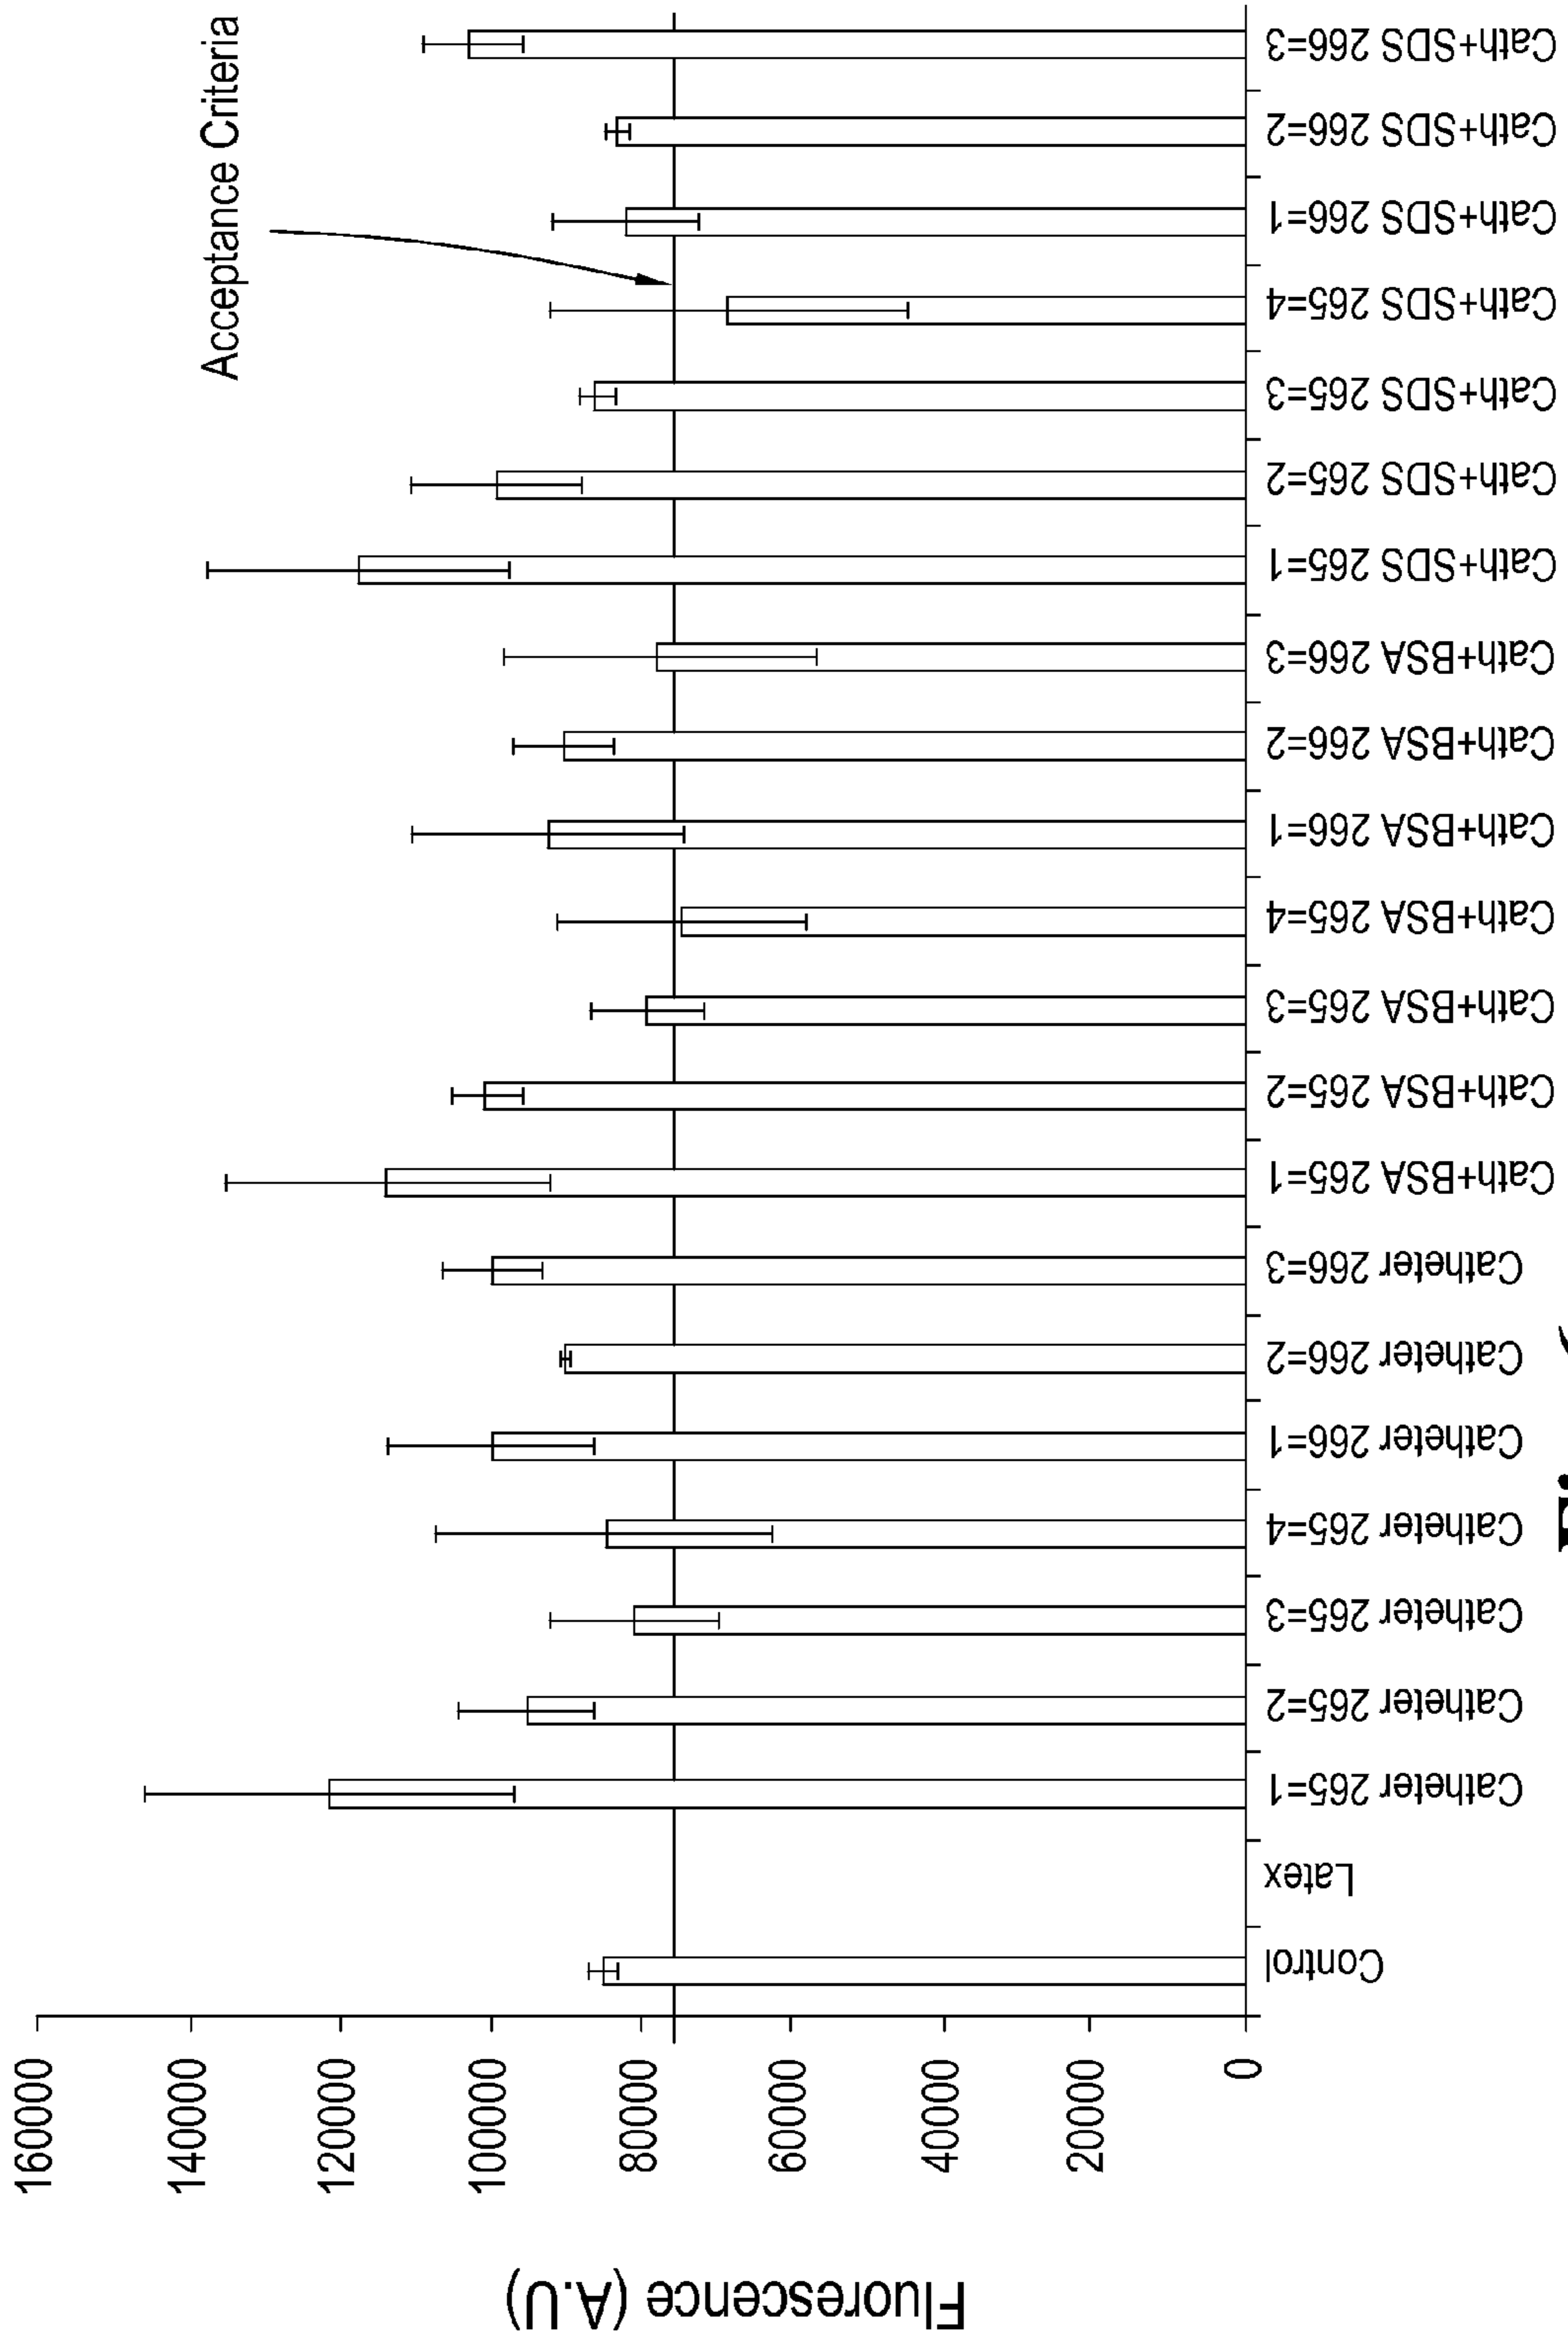 Acceptance Criteria
Fluorescence (A.U)
160000
140000
120000
100000
80000
60000
40000
20000
0
Control
Latex
Catheter 265=1
Catheter 265=2
Catheter 265=3
Catheter 265=4
Catheter 266=1
Catheter 266=2
Catheter 266=3
Cath+BSA 265=1
Cath+BSA 265=2
Cath+BSA 265=3
Cath+BSA 265=4
Cath+BSA 266=1
Cath+BSA 266=2
Cath+BSA 266=3
Cath+SDS 265=1
Cath+SDS 265=2
Cath+SDS 265=3
Cath+SDS 265=4
Cath+SDS 266=1
Cath+SDS 266=2
Cath+SDS 266=3